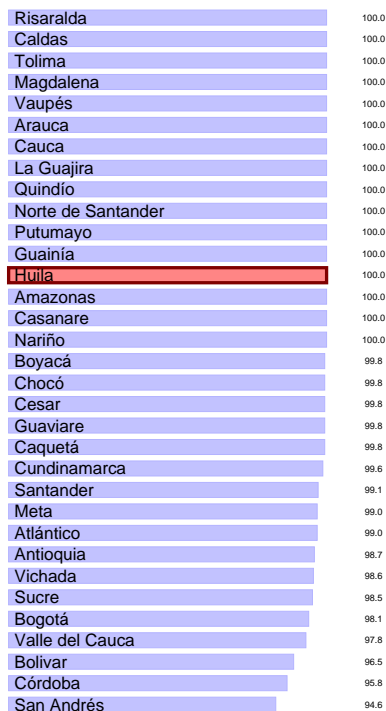 Risaralda 100.0
Caldas 100.0
Tolima 100.0
Magdalena 100.0
Vaupés 100.0
Arauca 100.0
Cauca 100.0
La Guajira 100.0
Quindío 100.0
Norte de Santander 100.0
Putumayo 100.0
Guainía 100.0
Huila 100.0
Amazonas 100.0
Casanare 100.0
Nariño 100.0
Boyacá 99.8
Chocó 99.8
Cesar 99.8
Guaviare 99.8
Caquetá 99.8
Cundinamarca 99.6
Santander 99.1
Meta 99.0
Atlántico 99.0
Antioquia 98.7
Vichada 98.6
Sucre 98.5
Bogotá 98.1
Valle del Cauca 97.8
Bolivar 96.5
Córdoba 95.8
San Andrés 94.6